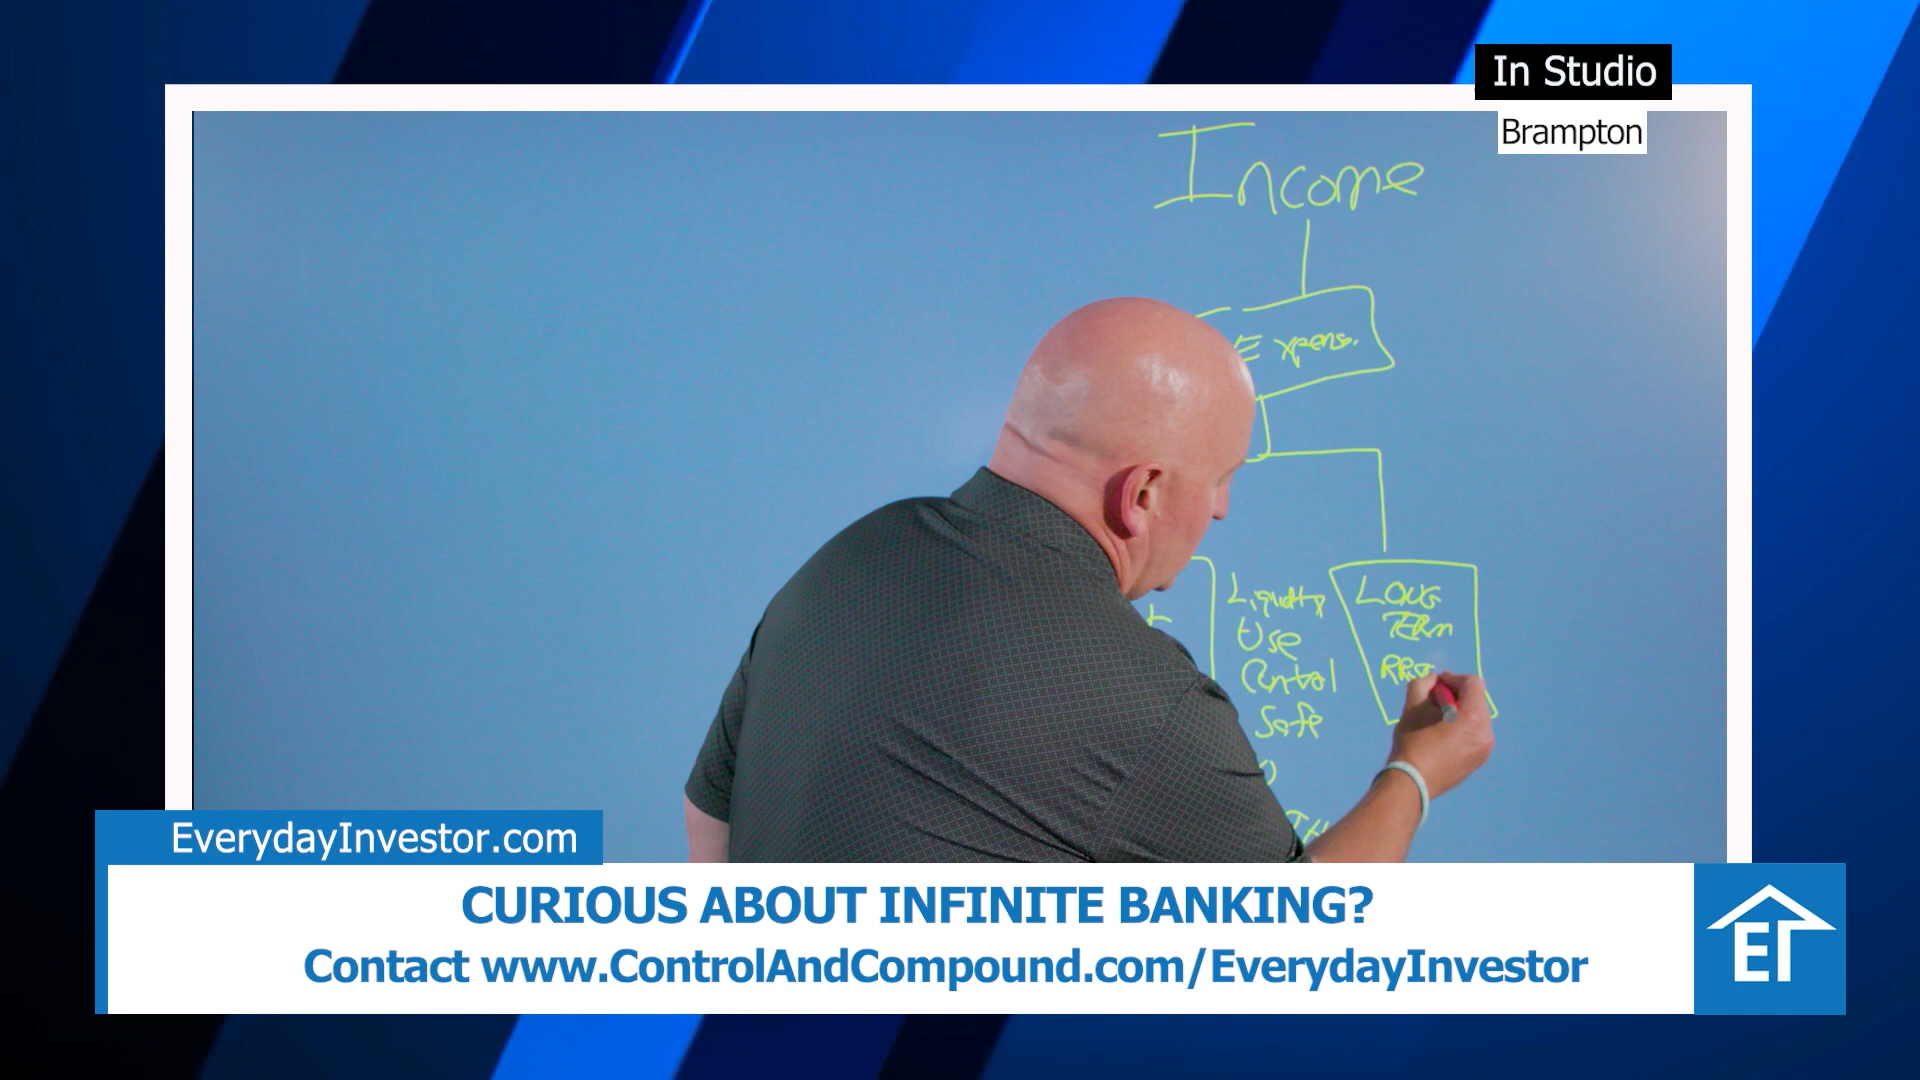 In Studio
Brampton
Income
Expens.
Liquidity
Use
Control
Safe
LONG
TERM
EverydayInvestor.com
CURIOUS ABOUT INFINITE BANKING?
Contact www.ControlAndCompound.com/EverydayInvestor
EI